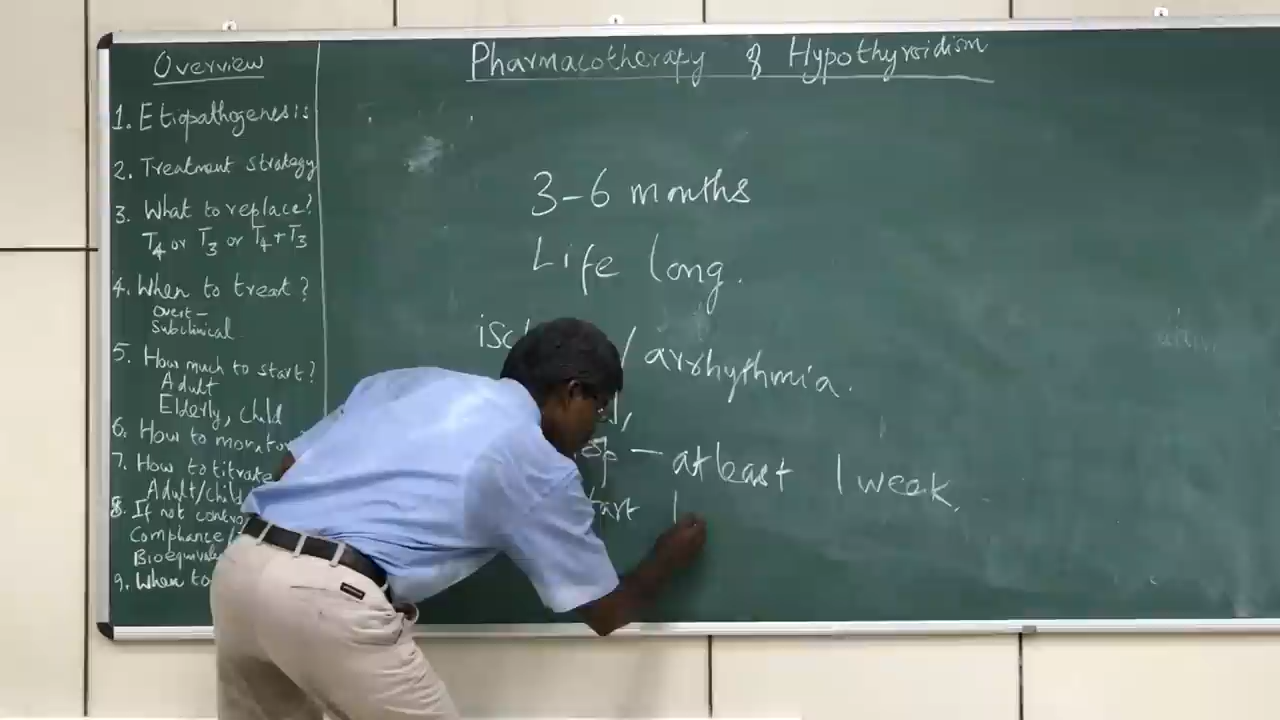 Overview
1. Etiopathogenesis
2. Treatment strategy
3. What to replace?
T4 or T3 or T4+T3
4. When to treat?
Overt -
Subclinical
5. How much to start?
Adult
Elderly, child
6. How to monitor
7. How to titrate
Adult/child
8. If not
Compliance/
9. When to
Pharmacotherapy of Hypothyroidism
3-6 months
Life long.
/ arrhythmia.
- atleast 1 weak.